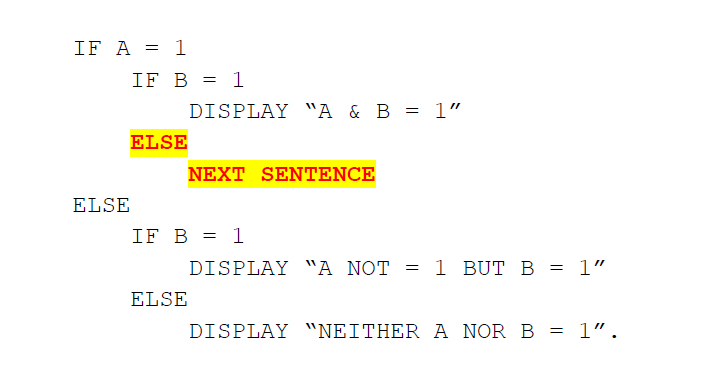 IF A = 1
IF B = 1
DISPLAY “A & B = 1”
ELSE
NEXT SENTENCE
ELSE
IF B = 1
DISPLAY “A NOT = 1 BUT B = 1”
ELSE
DISPLAY “NEITHER A NOR B = 1”.